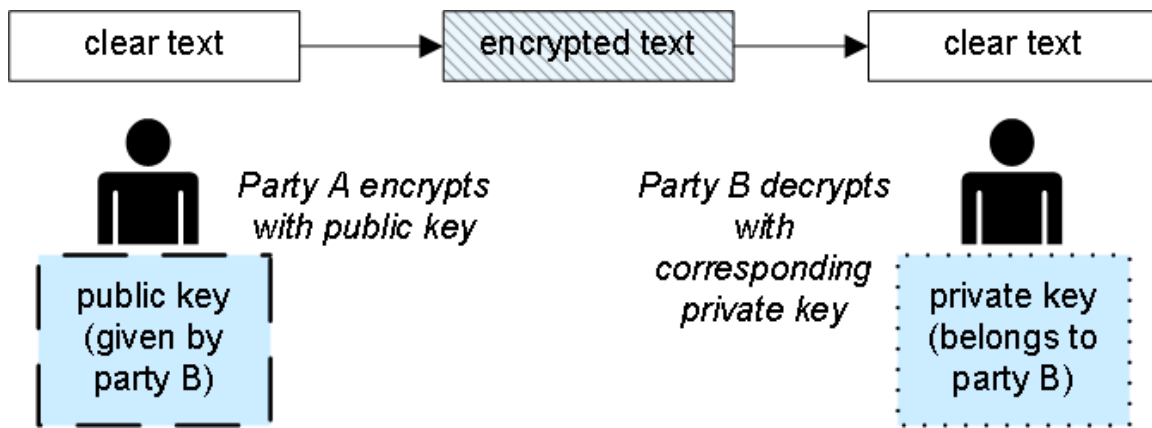 clear text
encrypted text
clear text
Party A encrypts
with public key
Party B decrypts
with
corresponding
private key
public key
(given by
party B)
private key
(belongs to
party B)